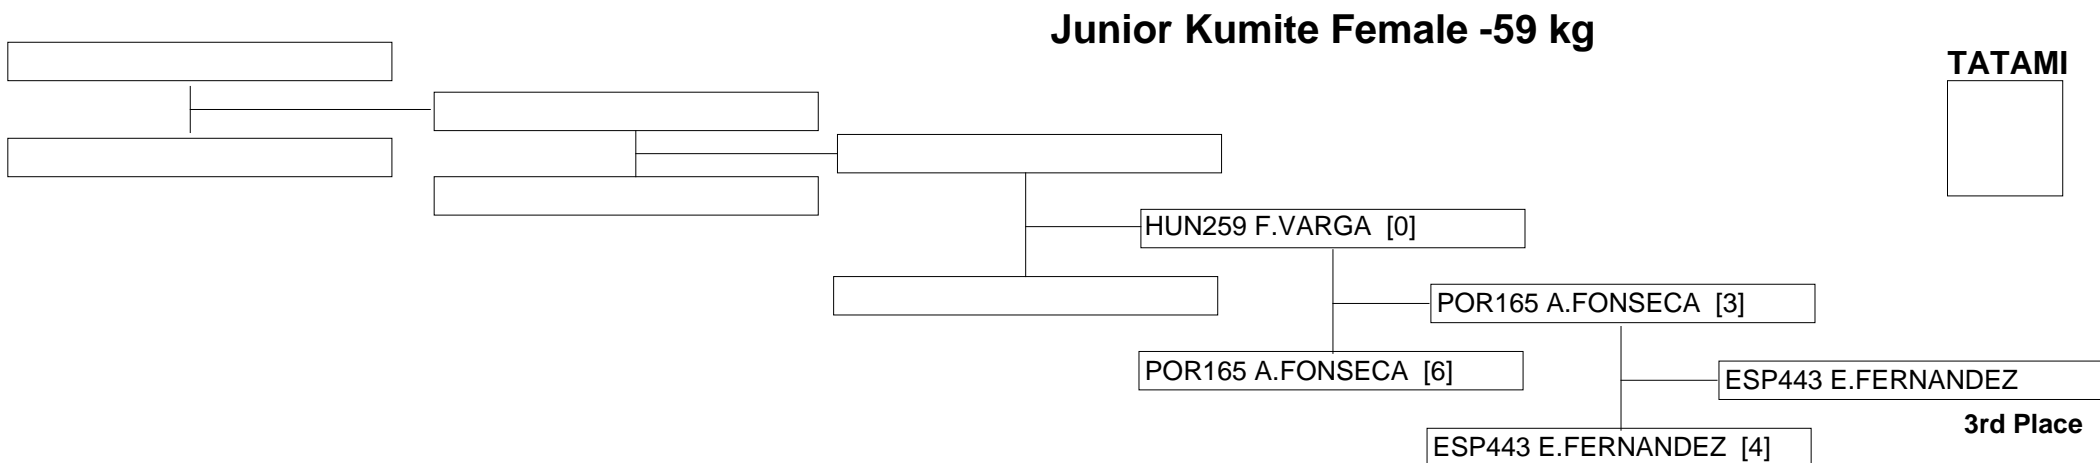 Junior Kumite Female -59 kg
TATAMI
HUN259 F.VARGA [0]
POR165 A.FONSECA [3]
POR165 A.FONSECA [6]
ESP443 E.FERNANDEZ
3rd Place
ESP443 E.FERNANDEZ [4]